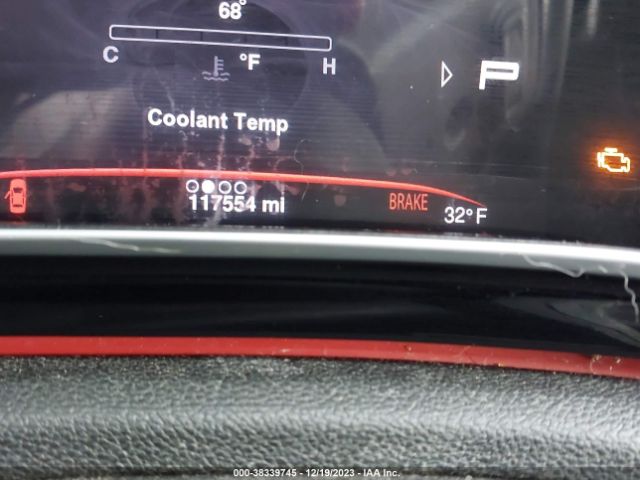 68°
C °F H
P
Coolant Temp
117554 mi
BRAKE
32°F
000-38339745 - 12/19/2023 - IAA Inc.